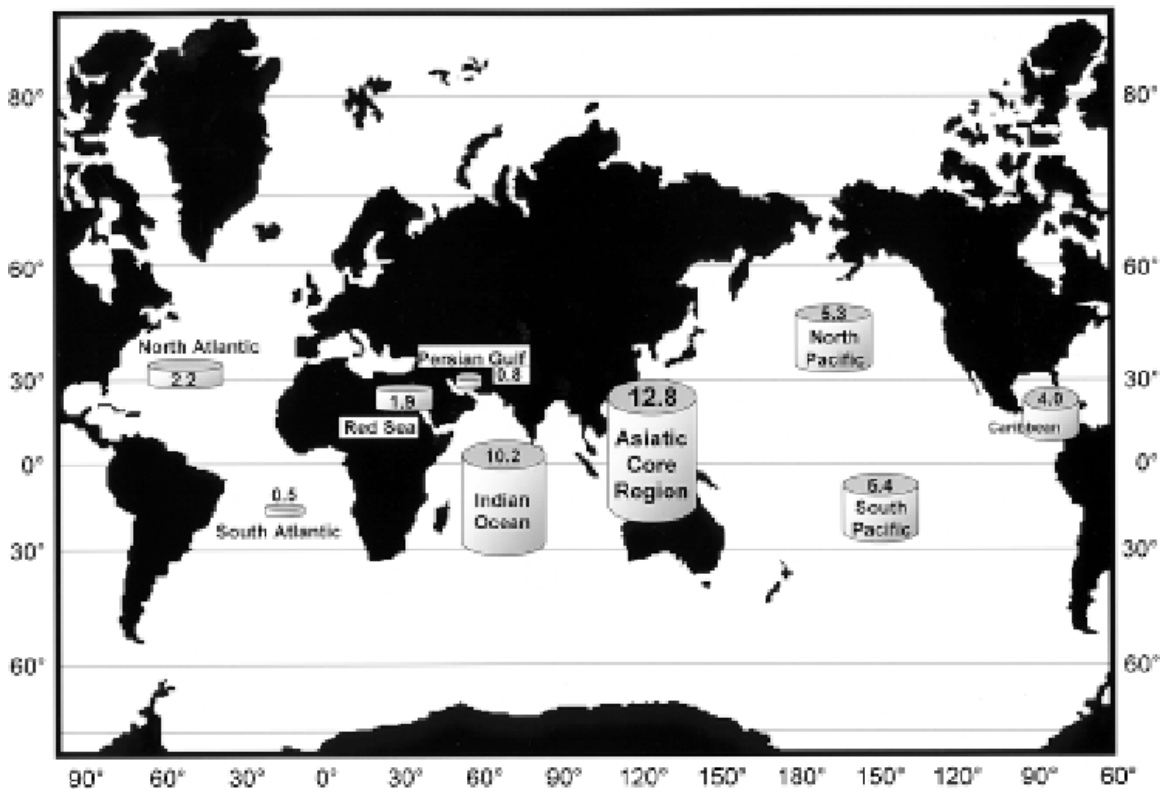 80°
80°
60°
60°
North Atlantic
2.2
Persian Gulf
0.8
5.3
North
Pacific
30°
30°
1.9
Red Sea
12.8
Asiatic
Core
Region
4.0
Caribbean
0°
0°
10.2
Indian
Ocean
0.5
South Atlantic
South
Pacific
30°
30°
60°
60°
90° 60° 30° 0° 30° 60° 90° 120° 150° 180° 150° 120° 90° 60°